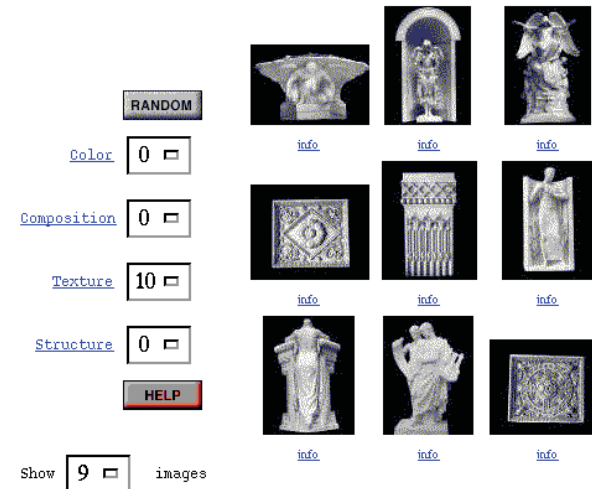 RANDOM
Color 0
Composition 0
Texture 10
Structure 0
HELP
Show 9 images
info info info
info info info
info info info